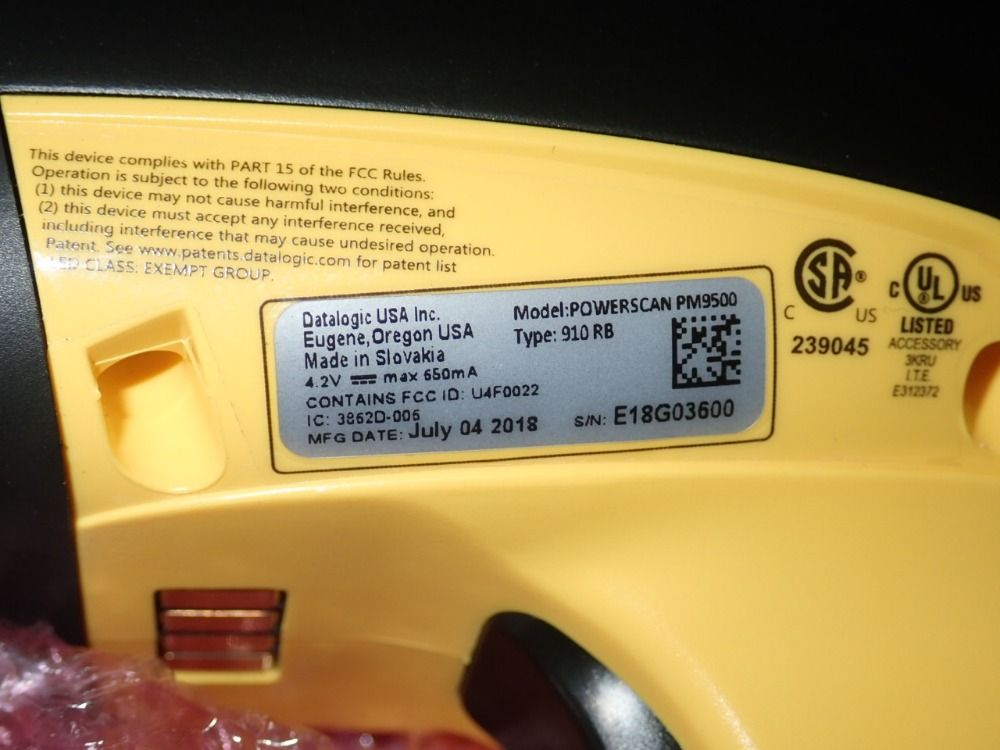 This device complies with PART 15 of the FCC Rules.
Operation is subject to the following two conditions:
(1) this device may not cause harmful interference, and
(2) this device must accept any interference received,
including interference that may cause undesired operation.
Patent. See www.patents.datalogic.com for patent list
LED CLASS: EXEMPT GROUP.
Datalogic USA Inc.
Eugene, Oregon USA
Made in Slovakia
4.2V max 650mA
CONTAINS FCC ID: U4F0022
IC: 3862D-006
MFG DATE: July 04 2018
Model:POWERSCAN PM9500
Type: 910 RB
S/N: E18G03600
SA ®
C US
239045
C UL ® US
LISTED
ACCESSORY
3KRU
I.T.E.
E312372